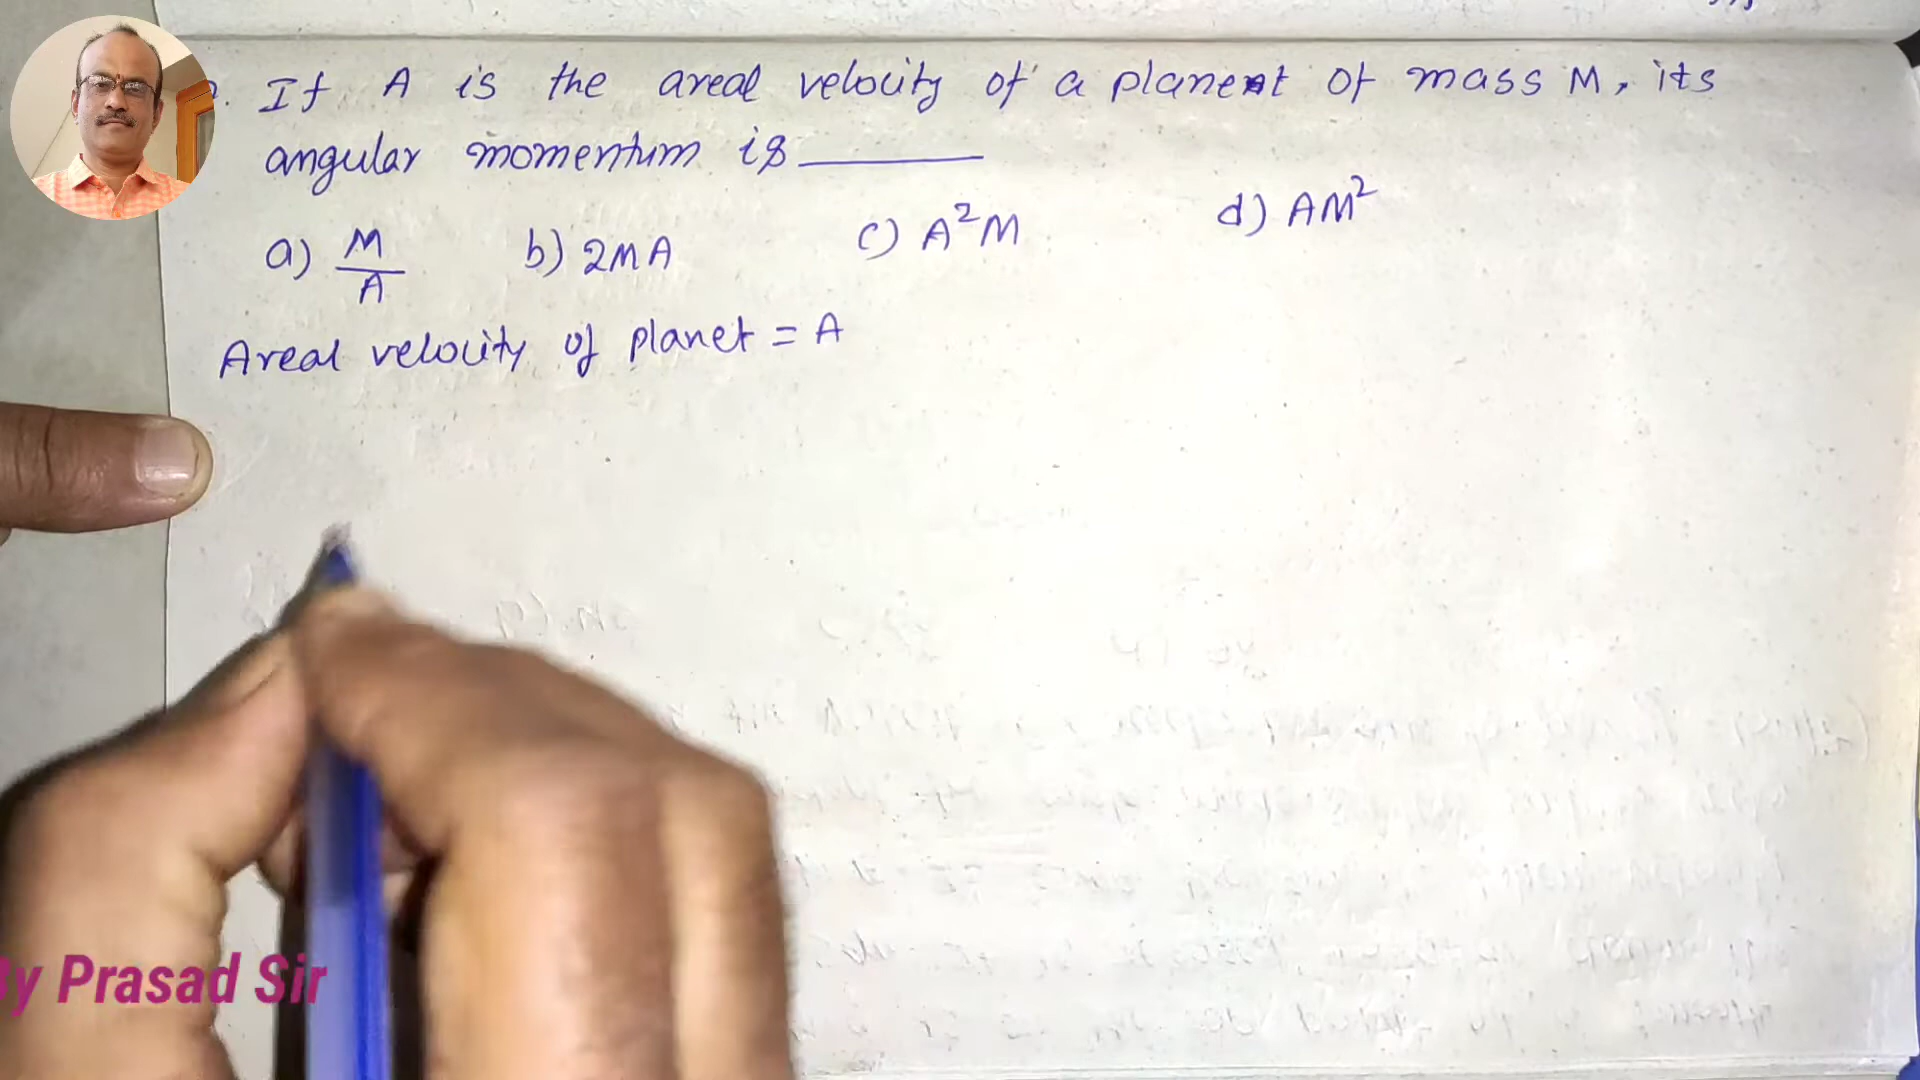 If A is the areal velocity of a planet of mass M, its
angular momentum is ______
a) M/A b) 2MA c) A²M d) AM²
Areal velocity of planet = A
By Prasad Sir